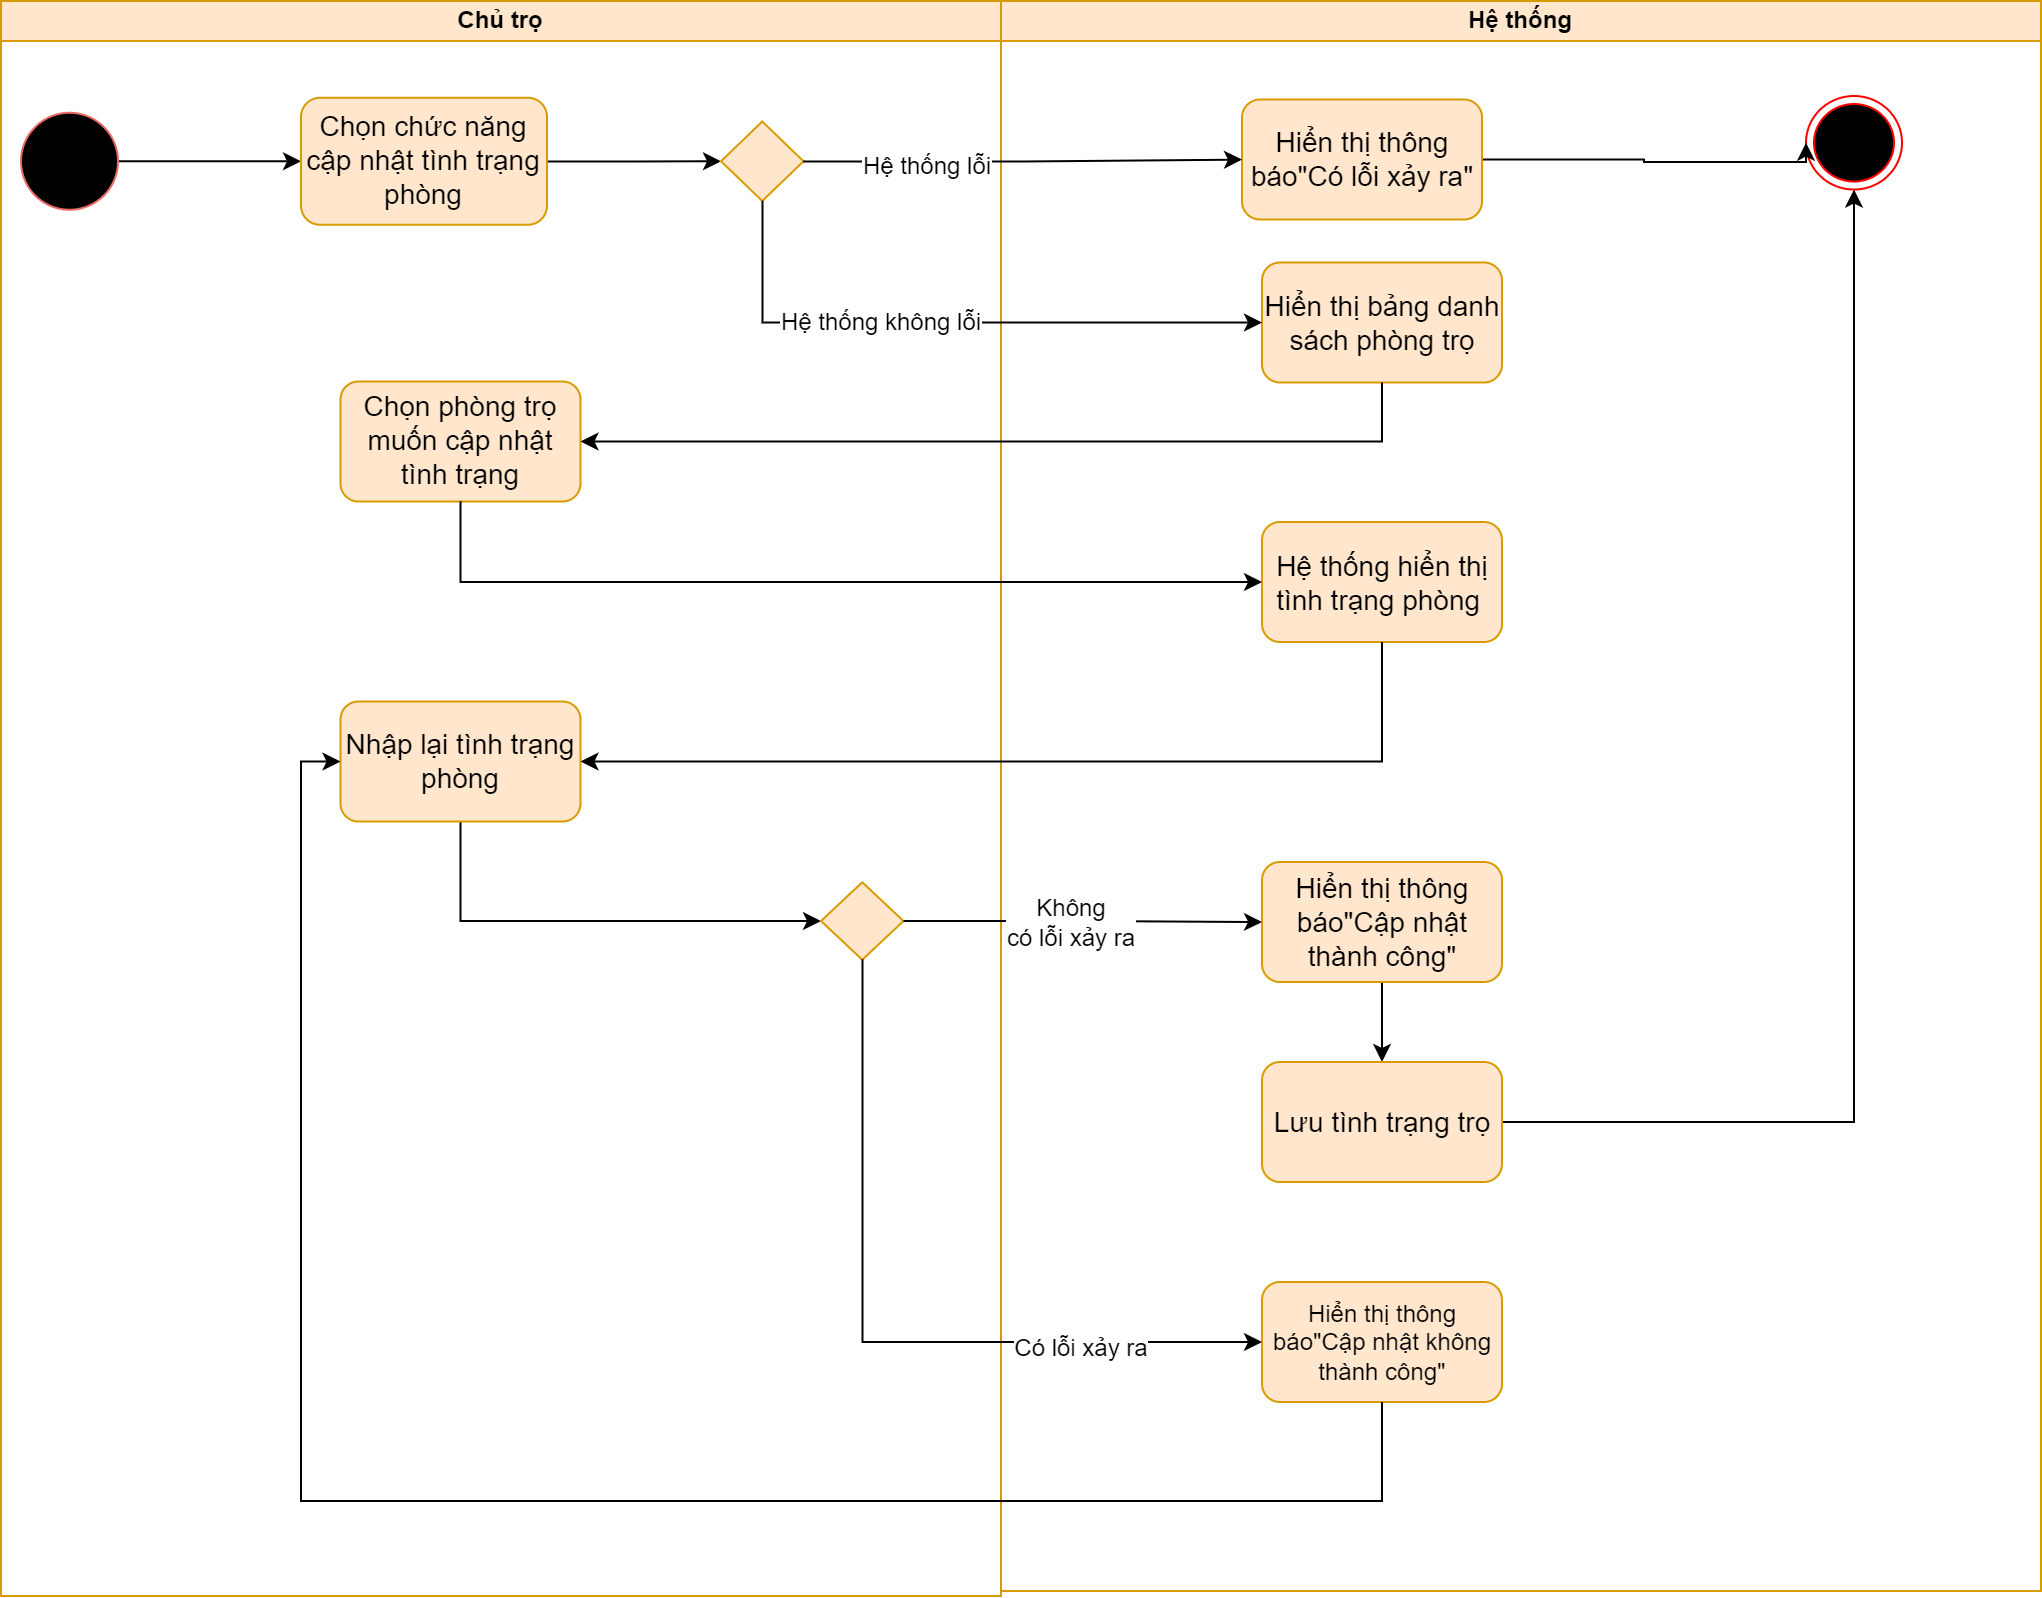 Chủ trọ
Hệ thống
Chọn chức năng
cập nhật tình trạng
phòng
Hệ thống lỗi
Hiển thị thông
báo"Có lỗi xảy ra"
Hệ thống không lỗi
Hiển thị bảng danh
sách phòng trọ
Chọn phòng trọ
muốn cập nhật
tình trạng
Hệ thống hiển thị
tình trạng phòng
Nhập lại tình trạng
phòng
Không
có lỗi xảy ra
Hiển thị thông
báo"Cập nhật
thành công"
Lưu tình trạng trọ
Có lỗi xảy ra
Hiển thị thông
báo"Cập nhật không
thành công"